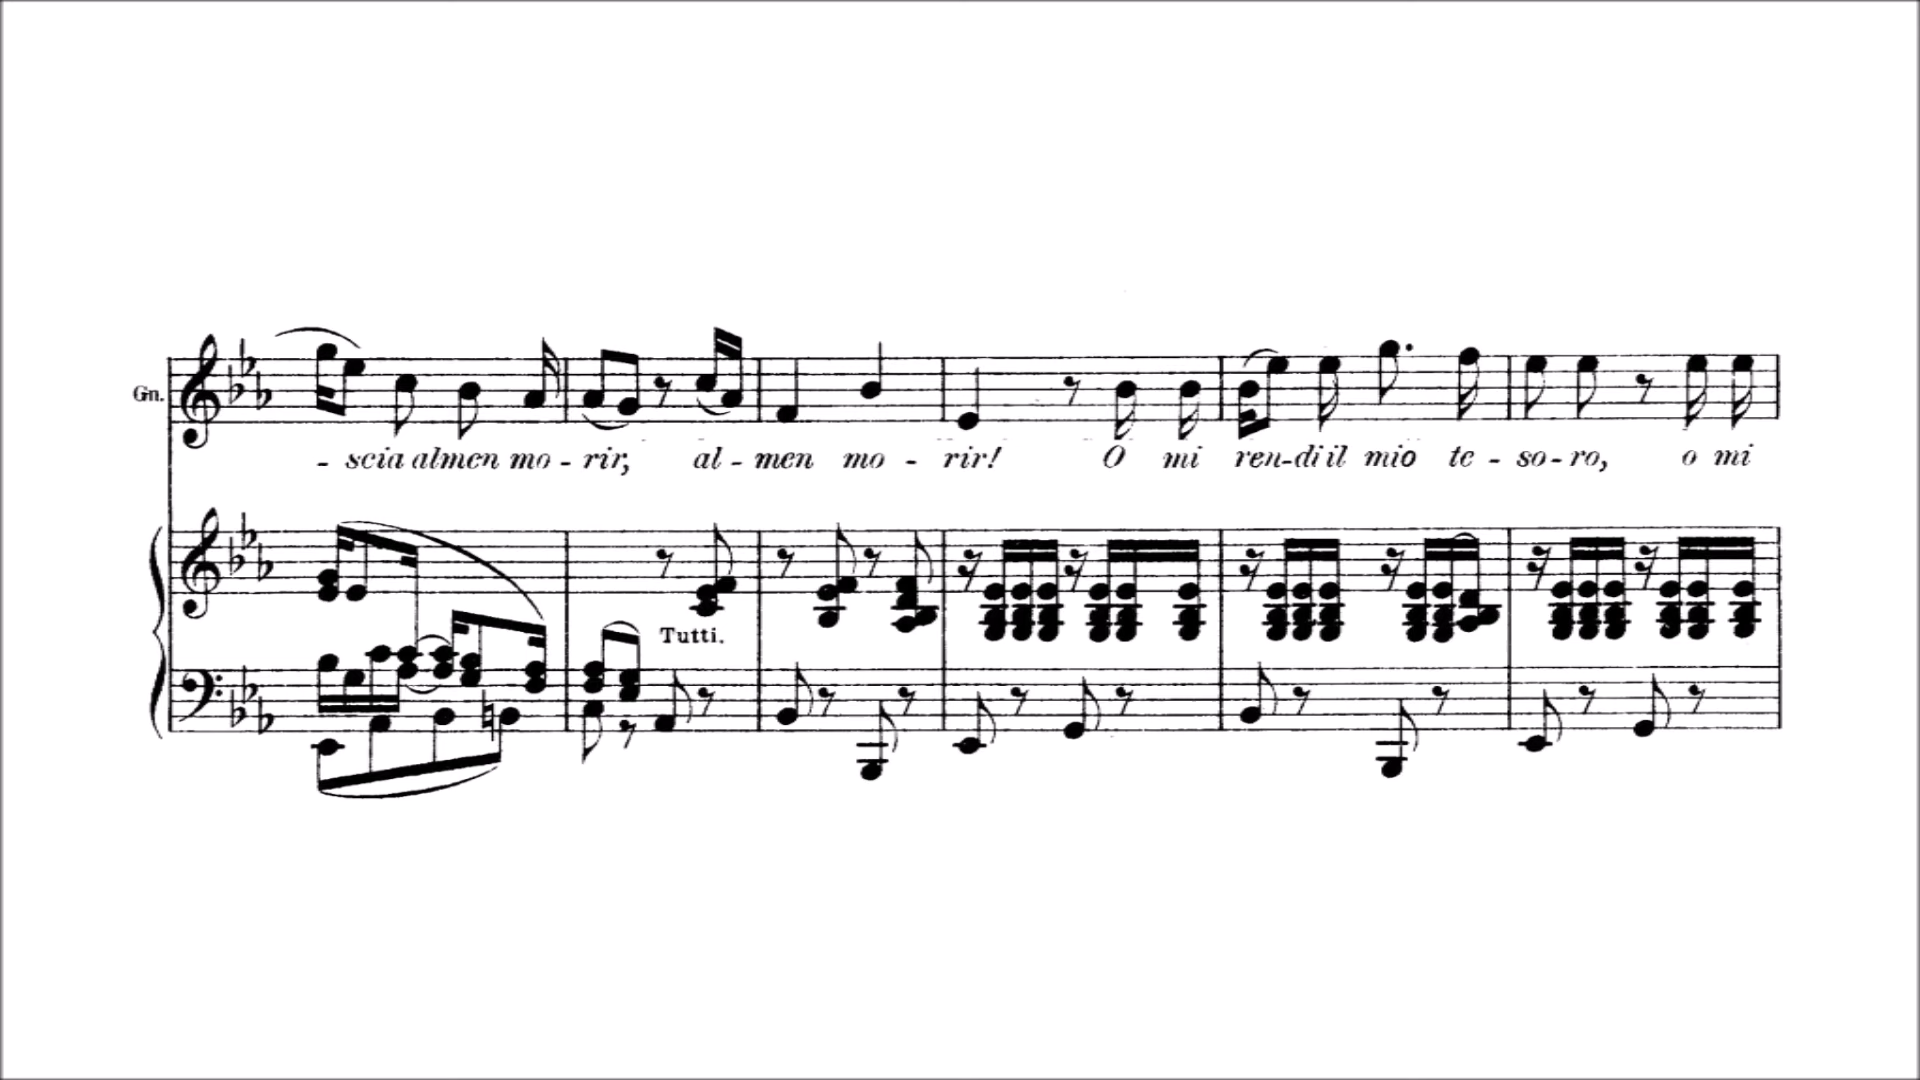 Gn.
- scia almen mo - rir, al - men mo - rir! O mi ren-di il mio te - so - ro, o mi
Tutti.